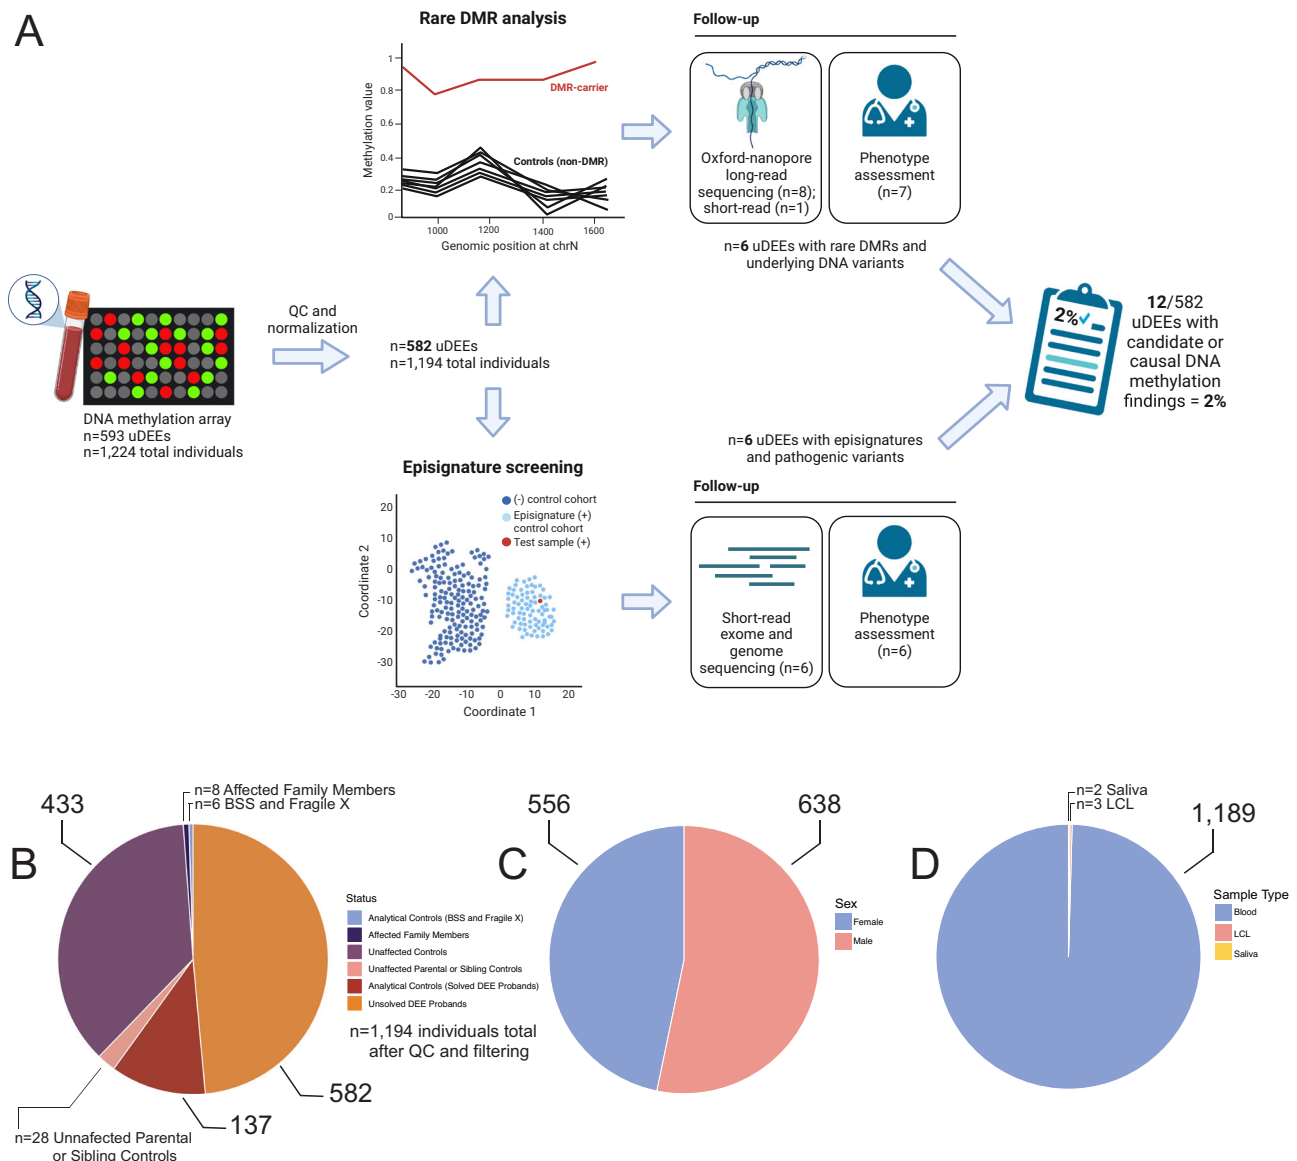 A
Rare DMR analysis
Methylation value
1
0.8
0.6
0.4
0.2
0
DMR-carrier
Controls (non-DMR)
1000
1200
1400
1600
Genomic position at chrN
Follow-up
Oxford-nanopore
long-read
sequencing (n=8);
short-read (n=1)
Phenotype
assessment
(n=7)
n=6 uDEEs with rare DMRs and
underlying DNA variants
DNA methylation array
n=593 uDEEs
n=1,224 total individuals
QC and
normalization
n=582 uDEEs
n=1,194 total individuals
2%
12/582
uDEEs with
candidate or
causal DNA
methylation
findings = 2%
n=6 uDEEs with episignatures
and pathogenic variants
Episignature screening
(-) control cohort
Episignature (+)
control cohort
Test sample (+)
Coordinate 2
20
10
0
-10
-20
-30
-30
-20
-10
0
10
20
Coordinate 1
Follow-up
Short-read
exome and
genome
sequencing (n=6)
Phenotype
assessment
(n=6)
B
433
n=8 Affected Family Members
n=6 BSS and Fragile X
Status
Analytical Controls (BSS and Fragile X)
Affected Family Members
Unaffected Controls
Unaffected Parental or Sibling Controls
Analytical Controls (Solved DEE Probands)
Unsolved DEE Probands
n=1,194 individuals total
after QC and filtering
582
137
n=28 Unnafected Parental
or Sibling Controls
C
556
638
Sex
Female
Male
D
n=2 Saliva
n=3 LCL
1,189
Sample Type
Blood
LCL
Saliva